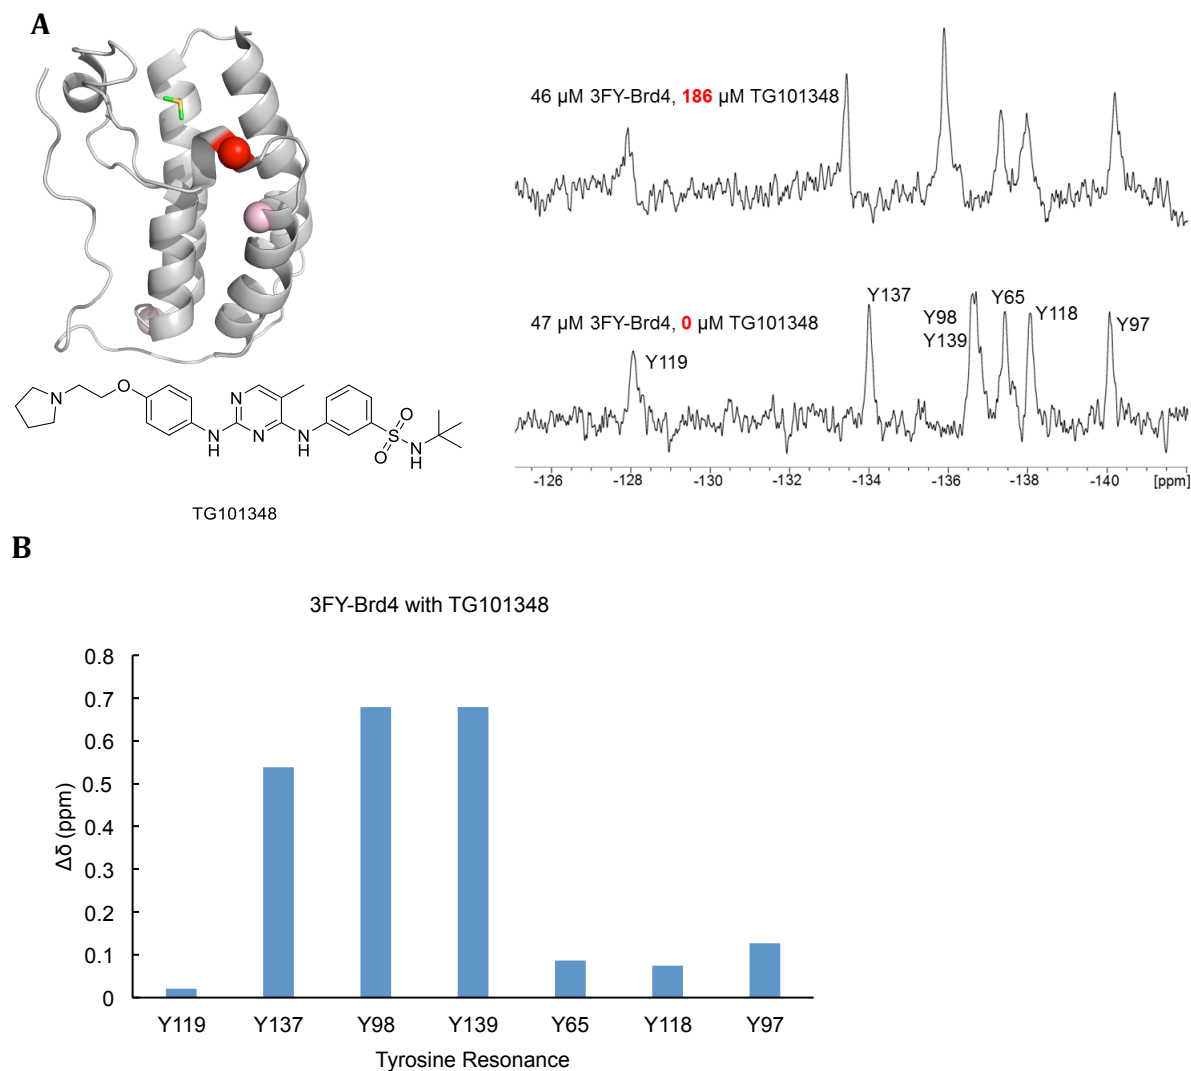 A
46 µM 3FY-Brd4, 186 µM TG101348
47 µM 3FY-Brd4, 0 µM TG101348
Y119
Y137
Y98
Y139
Y65
Y118
Y97
-126 -128 -130 -132 -134 -136 -138 -140 [ppm]
N
O
N
N
N
H
N
H
O
S
O
N
H
TG101348
B
3FY-Brd4 with TG101348
Δδ (ppm)
0.8
0.7
0.6
0.5
0.4
0.3
0.2
0.1
0
Y119 Y137 Y98 Y139 Y65 Y118 Y97
Tyrosine Resonance